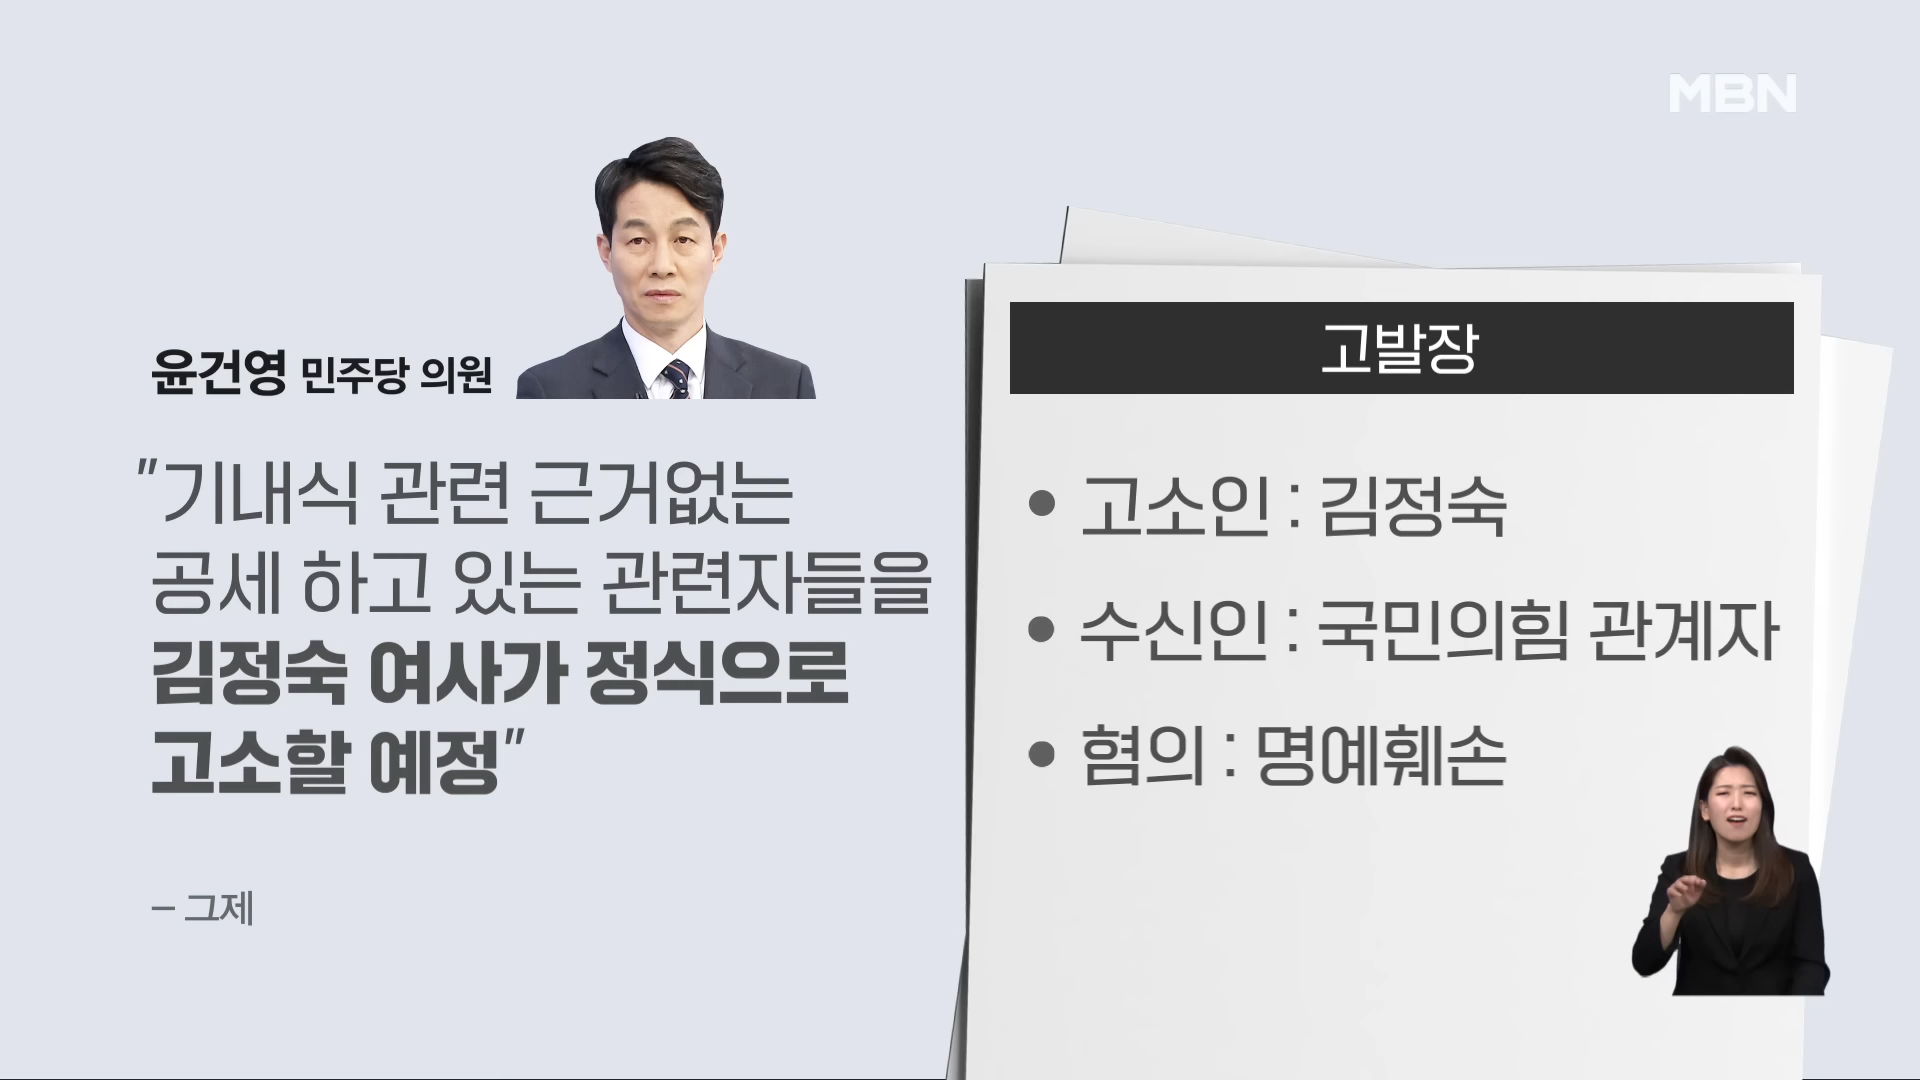 MBN
윤건영 민주당 의원
"기내식 관련 근거없는
공세 하고 있는 관련자들을
김정숙 여사가 정식으로
고소할 예정"
– 그제
고발장
• 고소인 : 김정숙
• 수신인 : 국민의힘 관계자
• 혐의 : 명예훼손